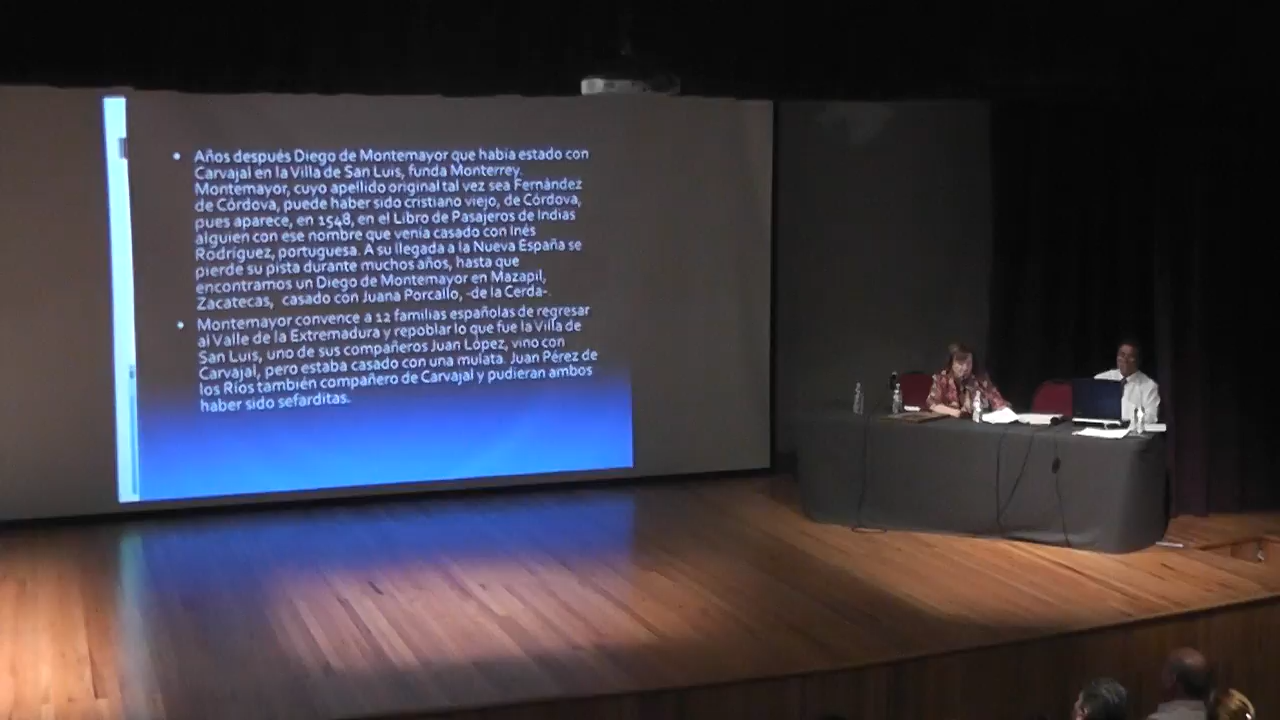 • Años después Diego de Montemayor que había estado con
Carvajal en la Villa de San Luis, funda Monterrey.
Montemayor, cuyo apellido original tal vez sea Fernández
de Córdova, puede haber sido cristiano viejo, de Córdova,
pues aparece, en 1548, en el Libro de Pasajeros de Indias
alguien con ese nombre que venía casado con Inés
Rodríguez, portuguesa. A su llegada a la Nueva España se
pierde su pista durante muchos años, hasta que
encontramos un Diego de Montemayor en Mazapil,
Zacatecas, casado con Juana Porcallo, -de la Cerda-.
• Montemayor convence a 12 familias españolas de regresar
al Valle de la Extremadura y repoblar lo que fue la Villa de
San Luis, uno de sus compañeros Juan López, vino con
Carvajal, pero estaba casado con una mulata. Juan Pérez de
los Ríos también compañero de Carvajal y pudieran ambos
haber sido sefarditas.